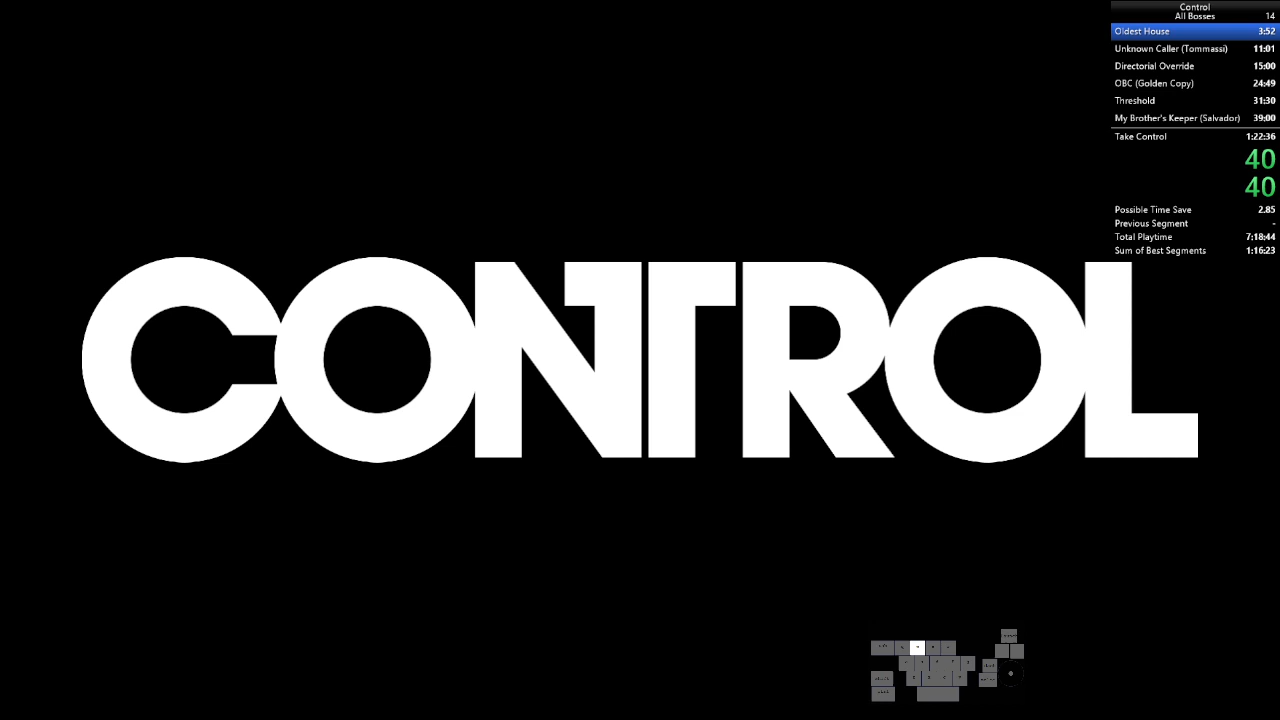 Control
All Bosses 14
Oldest House 3:52
Unknown Caller (Tommassi) 11:01
Directorial Override 15:00
OBC (Golden Copy) 24:49
Threshold 31:30
My Brother's Keeper (Salvador) 39:00
Take Control 1:22:36
40
40
Possible Time Save 2.85
Previous Segment -
Total Playtime 7:18:44
Sum of Best Segments 1:16:23
CONTROL